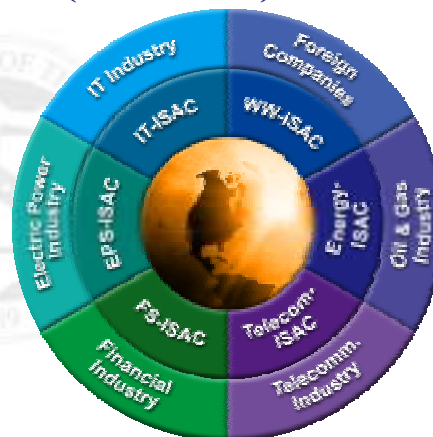 IT Industry
Foreign
Companies
IT-ISAC
WW-ISAC
Electric Power
Industry
EPS-ISAC
Energy-
ISAC
Oil & Gas
Industry
FS-ISAC
Telecom-
ISAC
Financial
Industry
Telecomm.
Industry